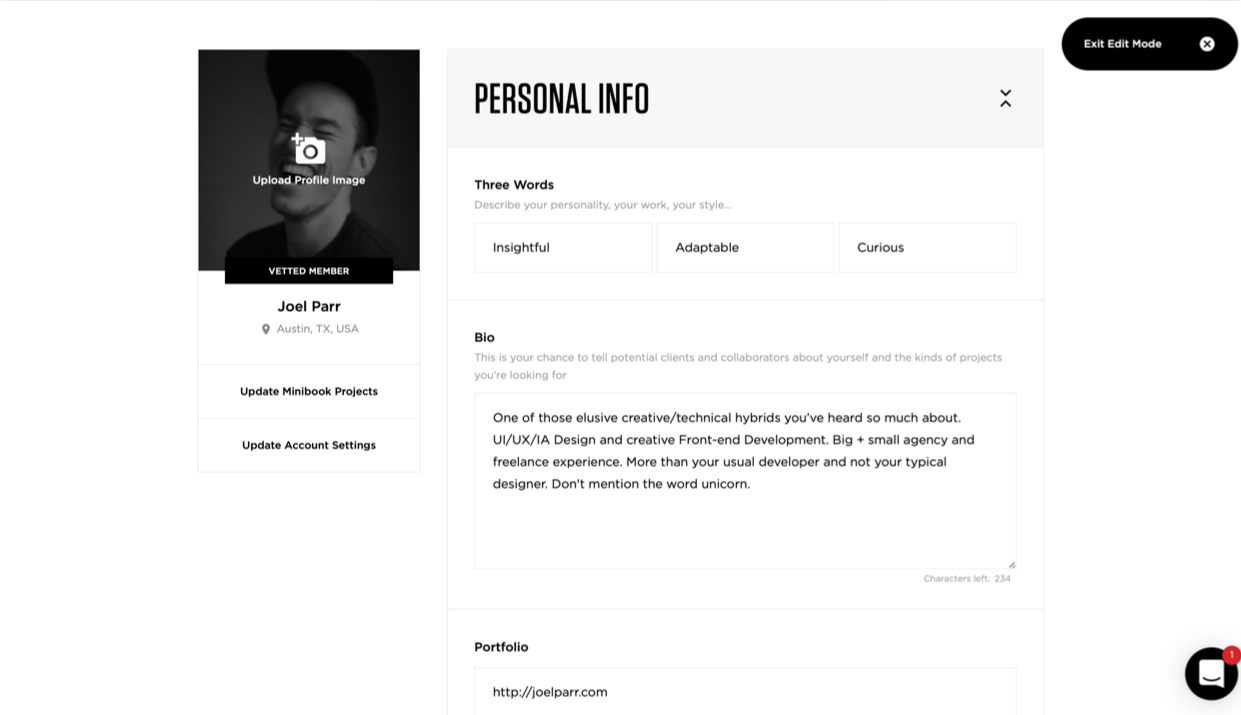 Exit Edit Mode
PERSONAL INFO
Upload Profile Image
VETTED MEMBER
Joel Parr
Austin, TX, USA
Update Minibook Projects
Update Account Settings
Three Words
Describe your personality, your work, your style...
Insightful
Adaptable
Curious
Bio
This is your chance to tell potential clients and collaborators about yourself and the kinds of projects
you're looking for
One of those elusive creative/technical hybrids you've heard so much about.
UI/UX/IA Design and creative Front-end Development. Big + small agency and
freelance experience. More than your usual developer and not your typical
designer. Don't mention the word unicorn.
Characters left: 234
Portfolio
http://joelparr.com
1